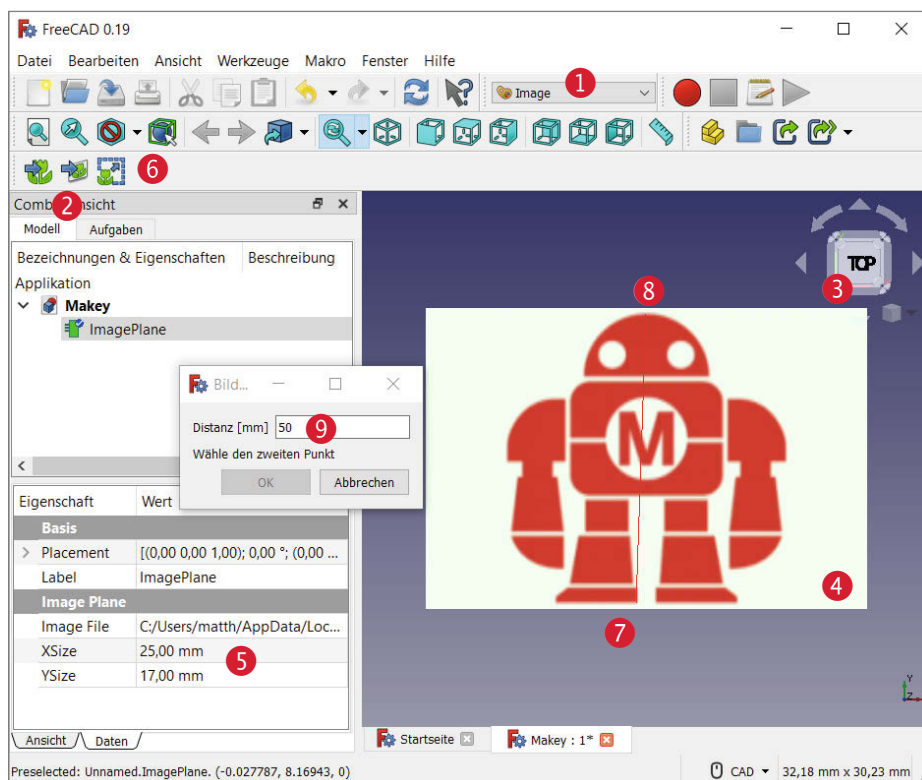 FreeCAD 0.19
Datei Bearbeiten Ansicht Werkzeuge Makro Fenster Hilfe
Image 1
6
Comb 2 nsicht
Modell Aufgaben
Bezeichnungen & Eigenschaften Beschreibung
Applikation
Makey
ImagePlane
TOP
3
8
M
4
7
Bild...
Distanz [mm] 50 9
Wähle den zweiten Punkt
OK Abbrechen
Eigenschaft Wert
Basis
Placement [(0,00 0,00 1,00); 0,00 °; (0,00 ...
Label ImagePlane
Image Plane
Image File C:/Users/matth/AppData/Loc...
XSize 25,00 mm
5
YSize 17,00 mm
Y
Z
Ansicht Daten
Startseite Makey : 1*
Preselected: Unnamed.ImagePlane. (-0.027787, 8.16943, 0) CAD 32,18 mm x 30,23 mm